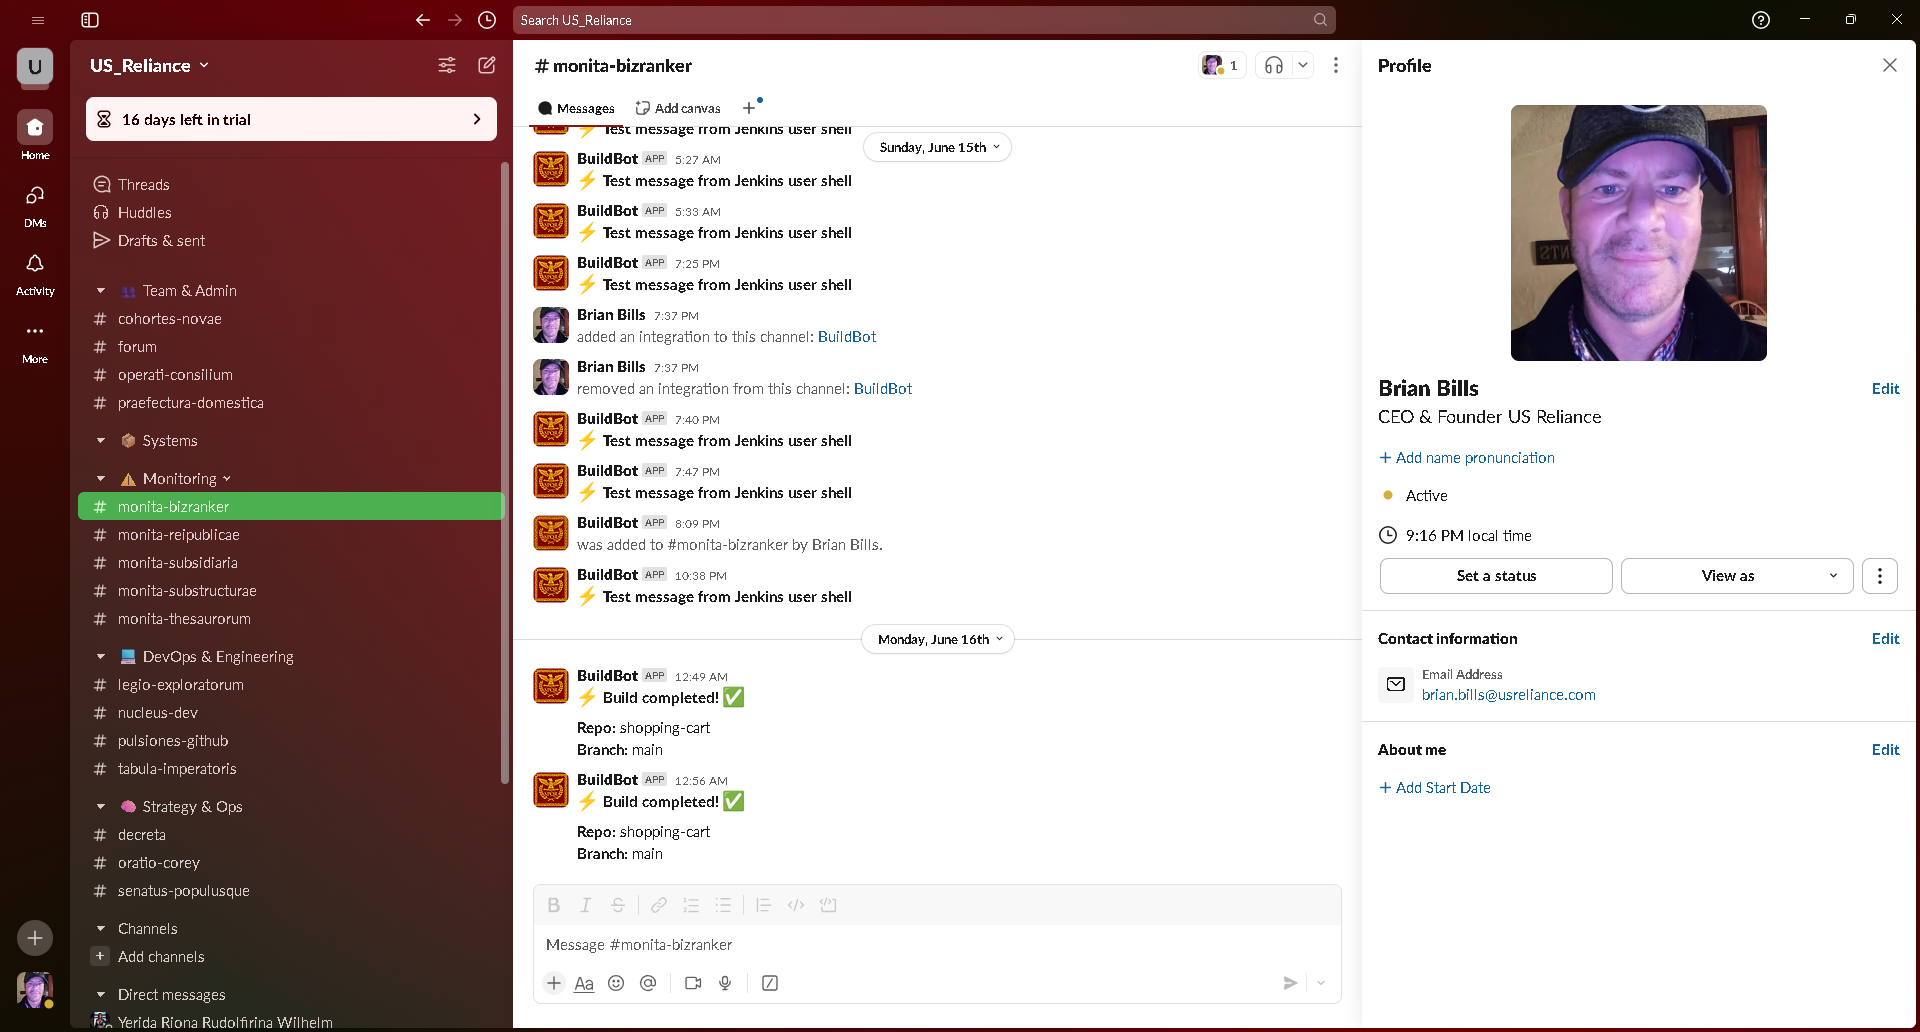 Search US_Reliance
U
US_Reliance
16 days left in trial
Home
DMs
Activity
More
Threads
Huddles
Drafts & sent
Team & Admin
# cohortes-novae
# forum
# operati-consilium
# praefectura-domestica
Systems
Monitoring
# monita-bizranker
# monita-reipublicae
# monita-subsidiaria
# monita-substructurae
# monita-thesaurorum
DevOps & Engineering
# legio-exploratorum
# nucleus-dev
# pulsiones-github
# tabula-imperatoris
Strategy & Ops
# decreta
# oratio-corey
# senatus-populusque
Channels
+ Add channels
Direct messages
Yerida Riona Rudolfirina Wilhelm
# monita-bizranker
1
Messages
Add canvas
+
⚡ Test message from Jenkins user shell
Sunday, June 15th
BuildBot APP 5:27 AM
⚡ Test message from Jenkins user shell
BuildBot APP 5:33 AM
⚡ Test message from Jenkins user shell
BuildBot APP 7:25 PM
⚡ Test message from Jenkins user shell
Brian Bills 7:37 PM
added an integration to this channel: BuildBot
Brian Bills 7:37 PM
removed an integration from this channel: BuildBot
BuildBot APP 7:40 PM
⚡ Test message from Jenkins user shell
BuildBot APP 7:47 PM
⚡ Test message from Jenkins user shell
BuildBot APP 8:09 PM
was added to #monita-bizranker by Brian Bills.
BuildBot APP 10:38 PM
⚡ Test message from Jenkins user shell
Monday, June 16th
BuildBot APP 12:49 AM
⚡ Build completed! ✅
Repo: shopping-cart
Branch: main
BuildBot APP 12:56 AM
⚡ Build completed! ✅
Repo: shopping-cart
Branch: main
B I S
Message #monita-bizranker
+ Aa @
Profile
Brian Bills
Edit
CEO & Founder US Reliance
+ Add name pronunciation
Active
9:16 PM local time
Set a status
View as
Contact information
Edit
Email Address
brian.bills@usreliance.com
About me
Edit
+ Add Start Date